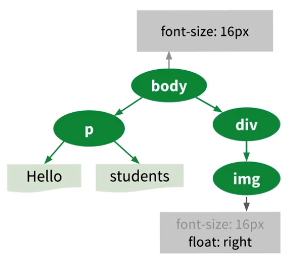 font-size: 16px
body
p
div
Hello
students
img
font-size: 16px
float: right